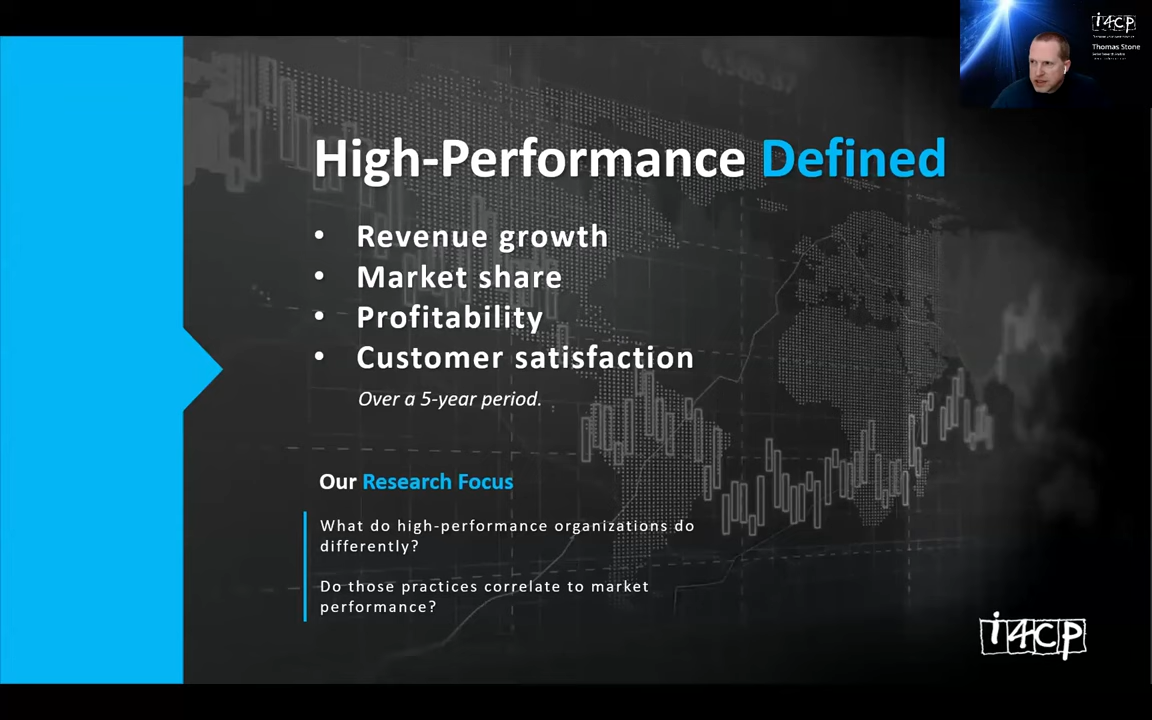 i4cp
Thomas Stone
High-Performance Defined
• Revenue growth
• Market share
• Profitability
• Customer satisfaction
Over a 5-year period.
Our Research Focus
What do high-performance organizations do
differently?
Do those practices correlate to market
performance?
i4cp